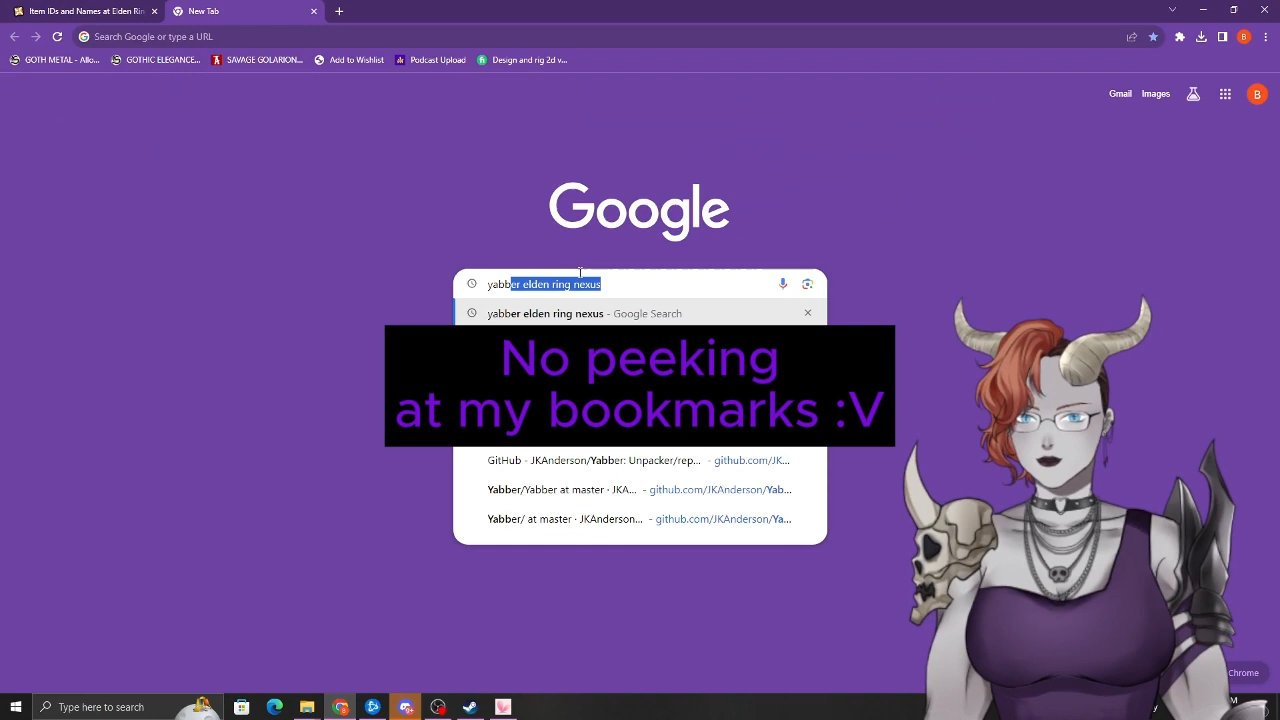 Item IDs and Names at Elden Rin
New Tab
Search Google or type a URL
GOTH METAL - Allo...
GOTHIC ELEGANCE...
SAVAGE GOLARION...
Add to Wishlist
Podcast Upload
Design and rig 2d v...
Gmail
Images
B
Google
yabber elden ring nexus
yabber elden ring nexus - Google Search
No peeking
at my bookmarks :V
GitHub - JKAnderson/Yabber: Unpacker/rep... - github.com/JK...
Yabber/Yabber at master · JKA... - github.com/JKAnderson/Yab...
Yabber/ at master · JKAnderson... - github.com/JKAnderson/Ya...
Chrome
Type here to search